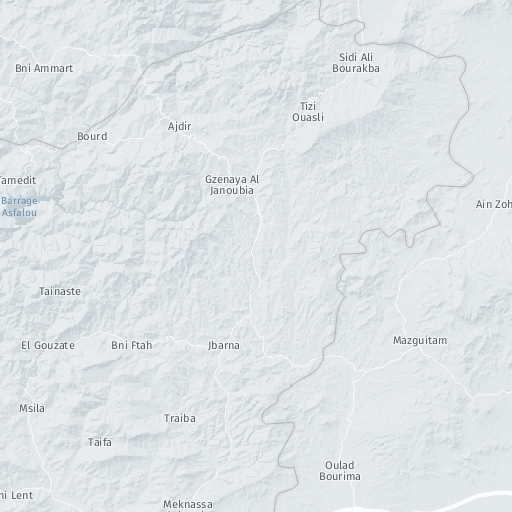 Sidi Ali
Bourakba
Bni Ammart
Tizi
Ouasli
Ajdir
Bourd
Gzenaya Al
Janoubia
Tamedit
Barrage
Asfalou
Ain Zoh
Tainaste
El Gouzate
Bni Ftah
Jbarna
Mazguitam
Msila
Traiba
Taifa
Oulad
Bourima
ni Lent
Meknassa